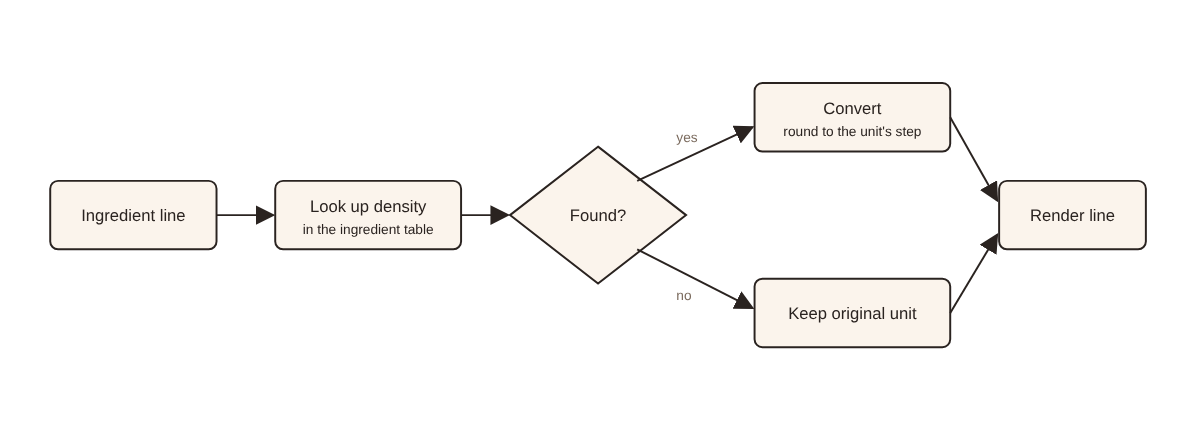 Ingredient line
Look up density
in the ingredient table
Found?
yes
Convert
round to the unit's step
no
Keep original unit
Render line